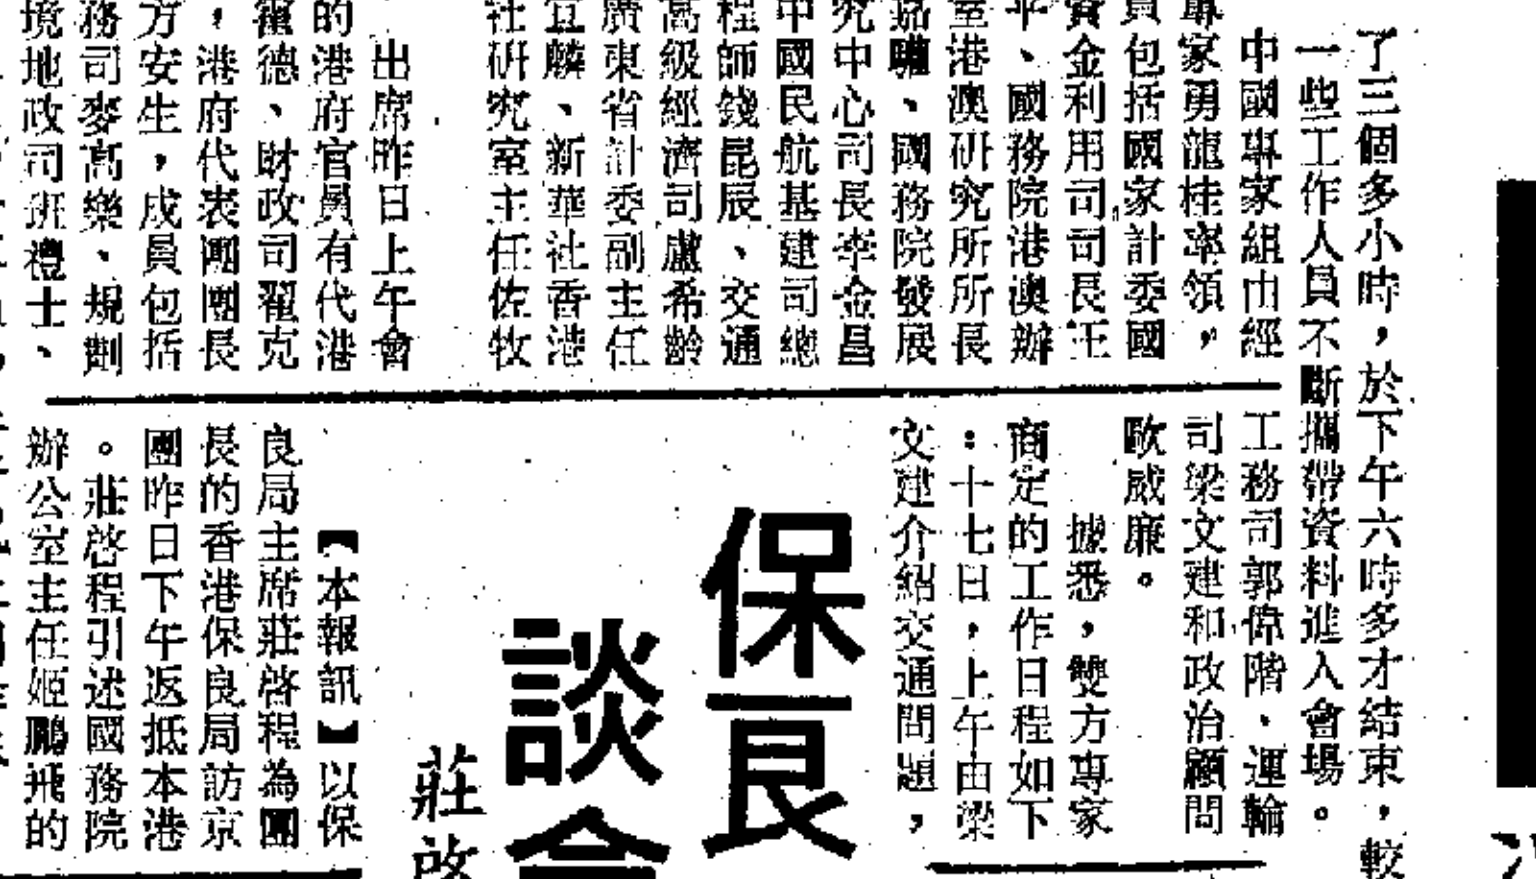 了三個多小時，於下午六時多才結束，較
一些工作人員不斷攜帶資料進入會場。
中國專家組由經
專家勇龍桂率領，
員包括國家計委國
資金利用司司長王
平、國務院港澳辦
室港澳研究所所長
嘉驥、國務院發展
究中心司長李金昌
中國民航基建司總
程師錢昆辰、交通
高級經濟司盧希齡
廣東省計委副主任
宜麟、新華社香港
社研究室主任佐牧
出席昨日上午會
的港府官員有代港
霍德、財政司翟克
，港府代表團團長
方安生，成員包括
務司麥高樂、規劃
境地政司班禮士、
工務司郭偉階、運輸
司梁文建和政治顧問
歐威廉。
據悉，雙方專家
商定的工作日程如下
：十七日，上午由梁
文建介紹交通問題，
保良
談會
莊啓
【本報訊】以保
良局主席莊啓程為團
長的香港保良局訪京
團昨日下午返抵本港
。莊啓程引述國務院
辦公室主任姬鵬飛的